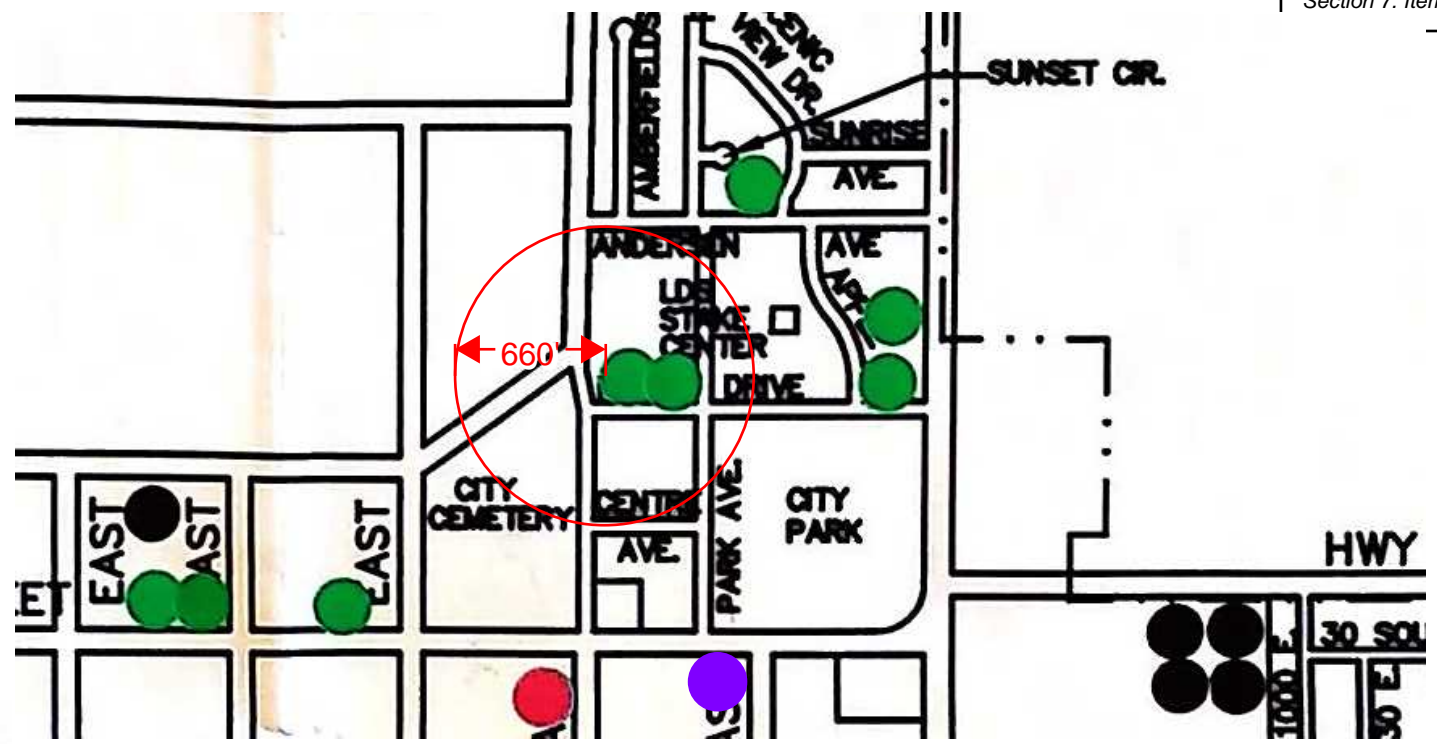 Section 7. Item
SCENIC
VIEW DR.
SUNSET CIR.
AMBERFIELDS
SUNRISE
AVE.
ANDERSEN
AVE
LDS
STAKE
CENTER
660'
DRIVE
CITY
CEMETERY
CENTRE
AVE.
PARK AVE.
CITY
PARK
EAST
EAST
EAST
HWY
30 SOU
1000 E.
30 E.